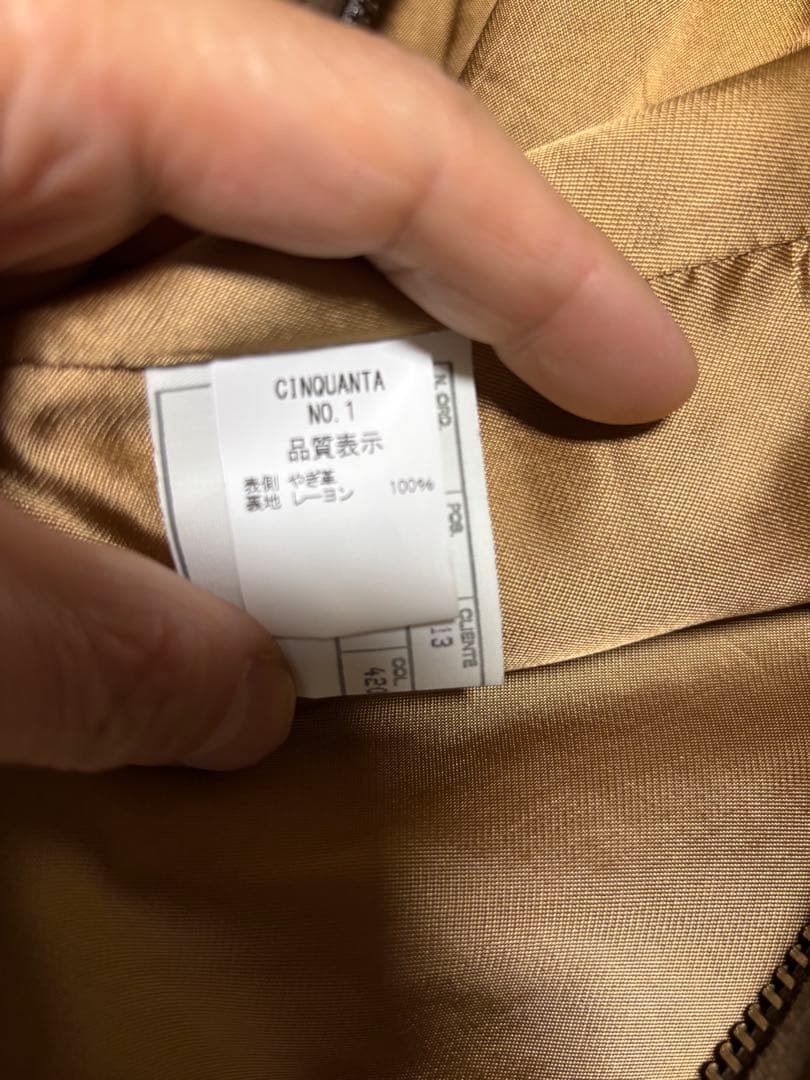 CINQUANTA
NO.1
品質表示
表側 やぎ革
裏地 レーヨン 100%
N. ORD.
POS.
CLIENTE
13
COL
420